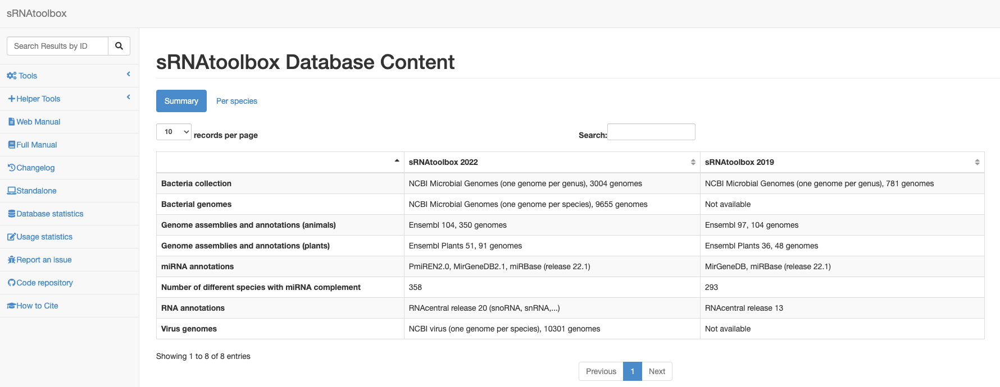 sRNAtoolbox
Search Results by ID
Tools
Helper Tools
Web Manual
Full Manual
Changelog
Standalone
Database statistics
Usage statistics
Report an issue
Code repository
How to Cite
sRNAtoolbox Database Content
Summary Per species
10 records per page Search:
sRNAtoolbox 2022 sRNAtoolbox 2019
Bacteria collection NCBI Microbial Genomes (one genome per genus), 3004 genomes NCBI Microbial Genomes (one genome per genus), 781 genomes
Bacterial genomes NCBI Microbial Genomes (one genome per species), 9655 genomes Not available
Genome assemblies and annotations (animals) Ensembl 104, 350 genomes Ensembl 97, 104 genomes
Genome assemblies and annotations (plants) Ensembl Plants 51, 91 genomes Ensembl Plants 36, 48 genomes
miRNA annotations PmiREN2.0, MirGeneDB2.1, miRBase (release 22.1) MirGeneDB, miRBase (release 22.1)
Number of different species with miRNA complement 358 293
RNA annotations RNAcentral release 20 (snoRNA, snRNA,...) RNAcentral release 13
Virus genomes NCBI virus (one genome per species), 10301 genomes Not available
Showing 1 to 8 of 8 entries
Previous 1 Next